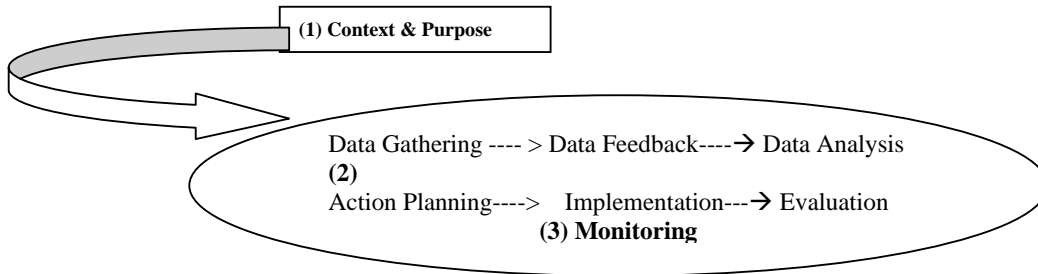 (1) Context & Purpose
Data Gathering ---- > Data Feedback----→ Data Analysis
(2)
Action Planning----> Implementation---→ Evaluation
(3) Monitoring